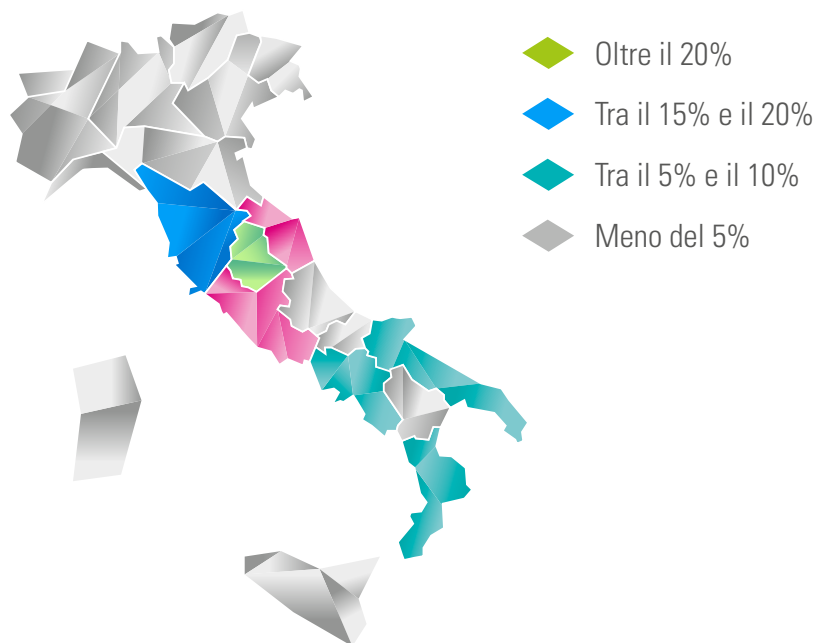 Oltre il 20%
Tra il 15% e il 20%
Tra il 5% e il 10%
Meno del 5%